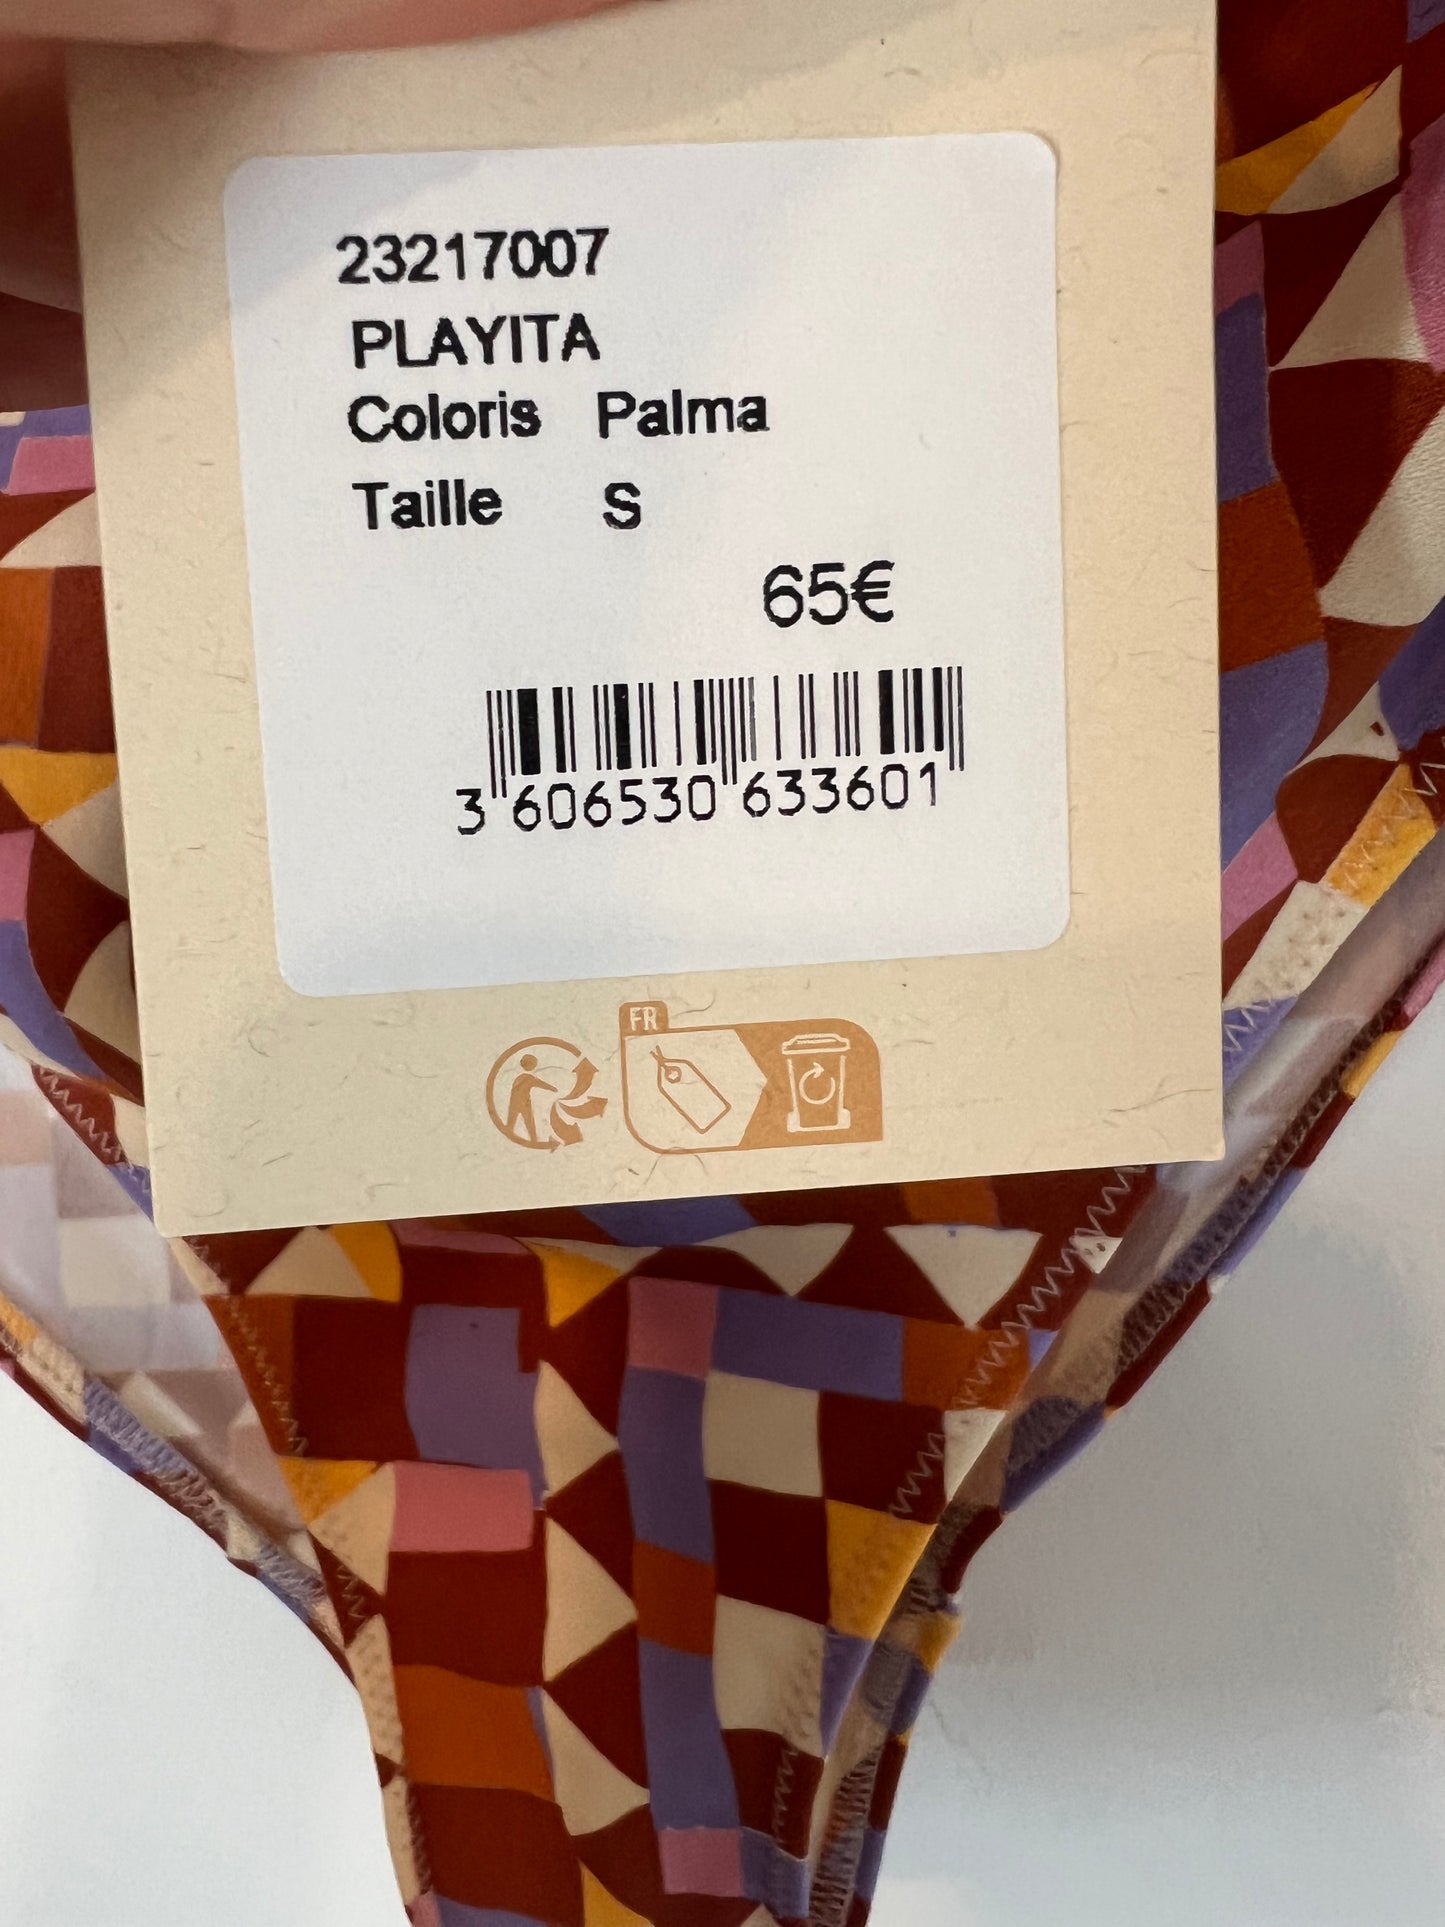 23217007
PLAYITA
Coloris Palma
Taille S
65€
3 606530 633601
FR